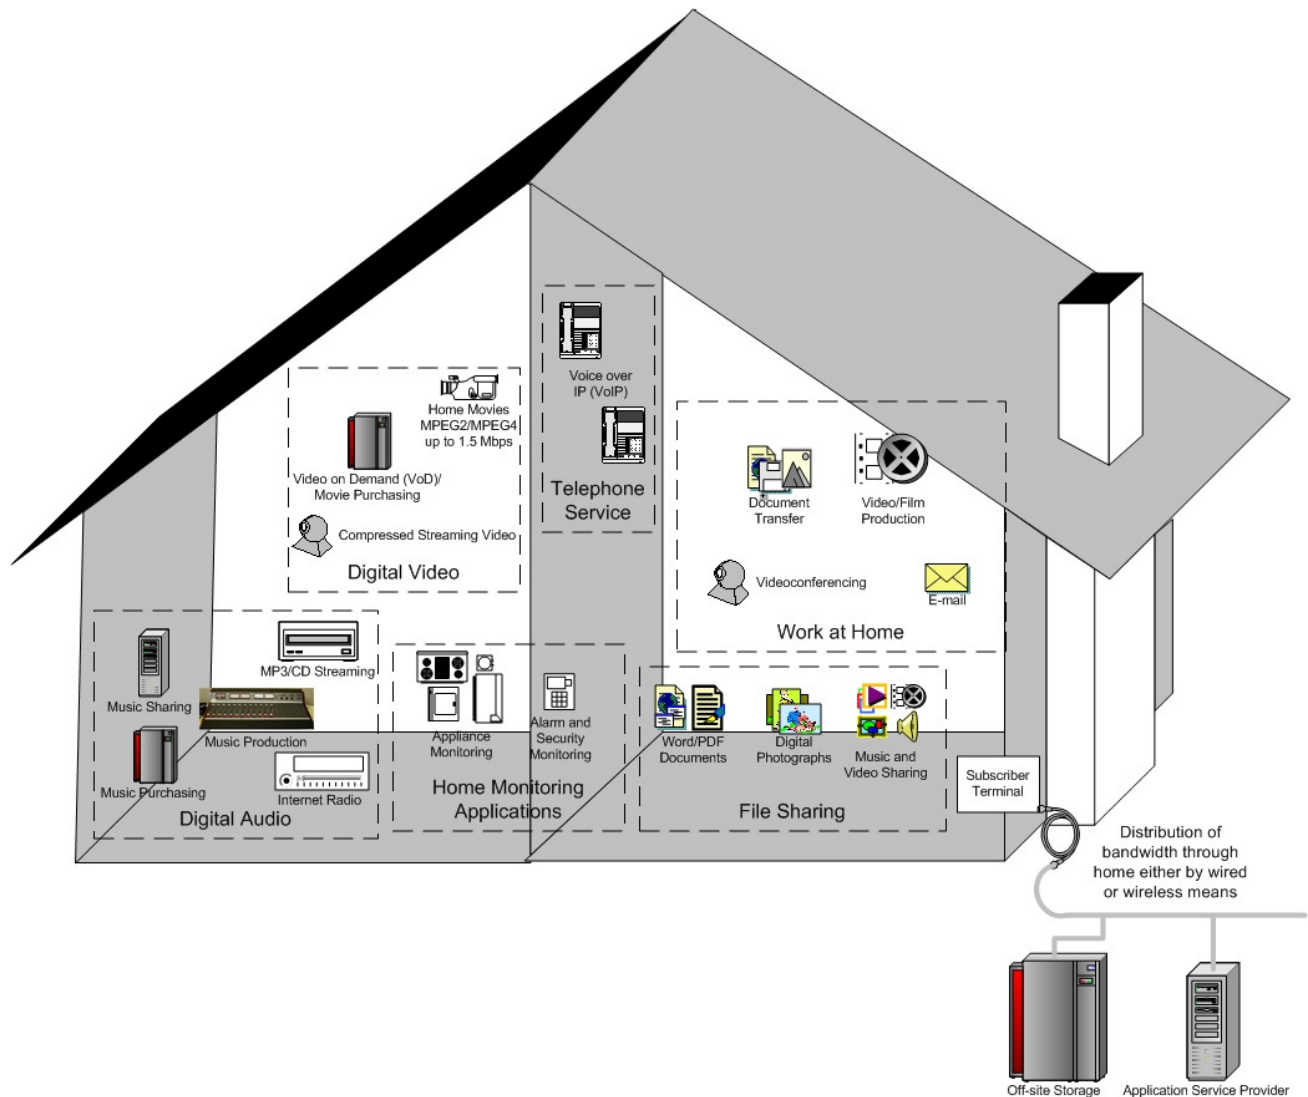 Voice over
IP (VoIP)
Telephone
Service
Home Movies
MPEG2/MPEG4
up to 1.5 Mbps
Video on Demand (VoD)/
Movie Purchasing
Compressed Streaming Video
Digital Video
Document
Transfer
Video/Film
Production
Videoconferencing
E-mail
Work at Home
MP3/CD Streaming
Music Sharing
Music Production
Music Purchasing
Internet Radio
Digital Audio
Appliance
Monitoring
Alarm and
Security
Monitoring
Home Monitoring
Applications
Word/PDF
Documents
Digital
Photographs
Music and
Video Sharing
File Sharing
Subscriber
Terminal
Distribution of
bandwidth through
home either by wired
or wireless means
Off-site Storage
Application Service Provider